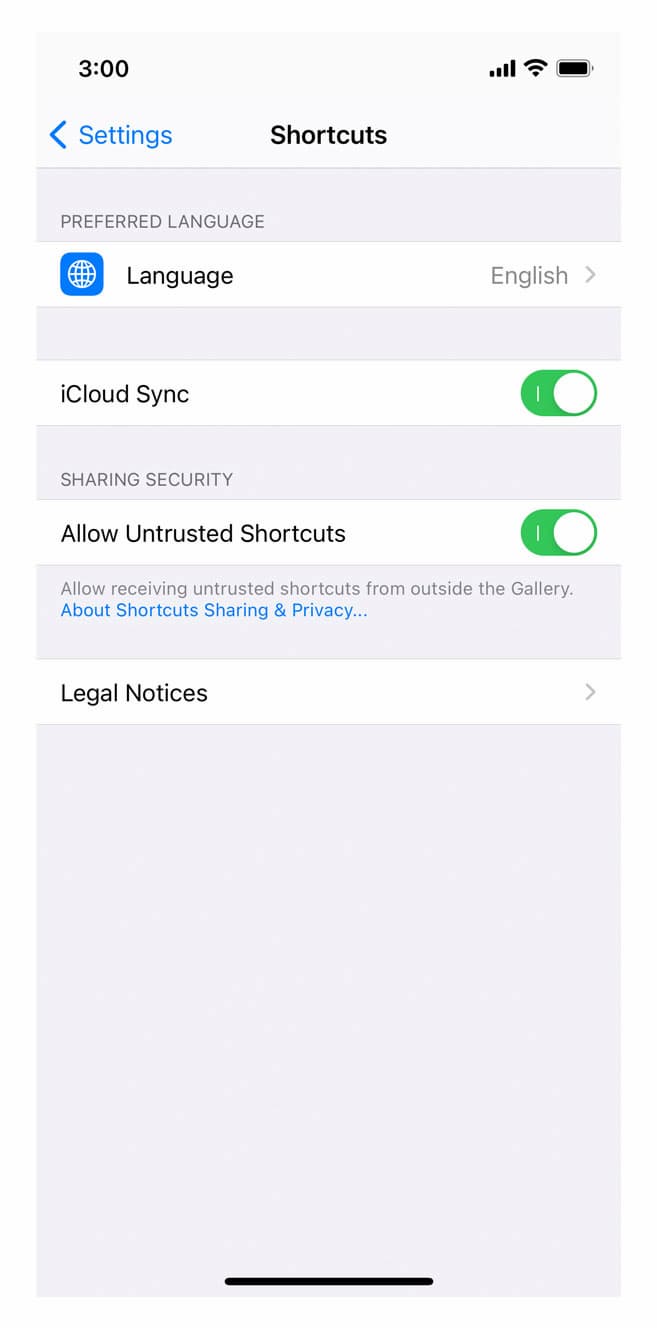 3:00
Settings
Shortcuts
PREFERRED LANGUAGE
Language
English
iCloud Sync
SHARING SECURITY
Allow Untrusted Shortcuts
Allow receiving untrusted shortcuts from outside the Gallery.
About Shortcuts Sharing & Privacy...
Legal Notices